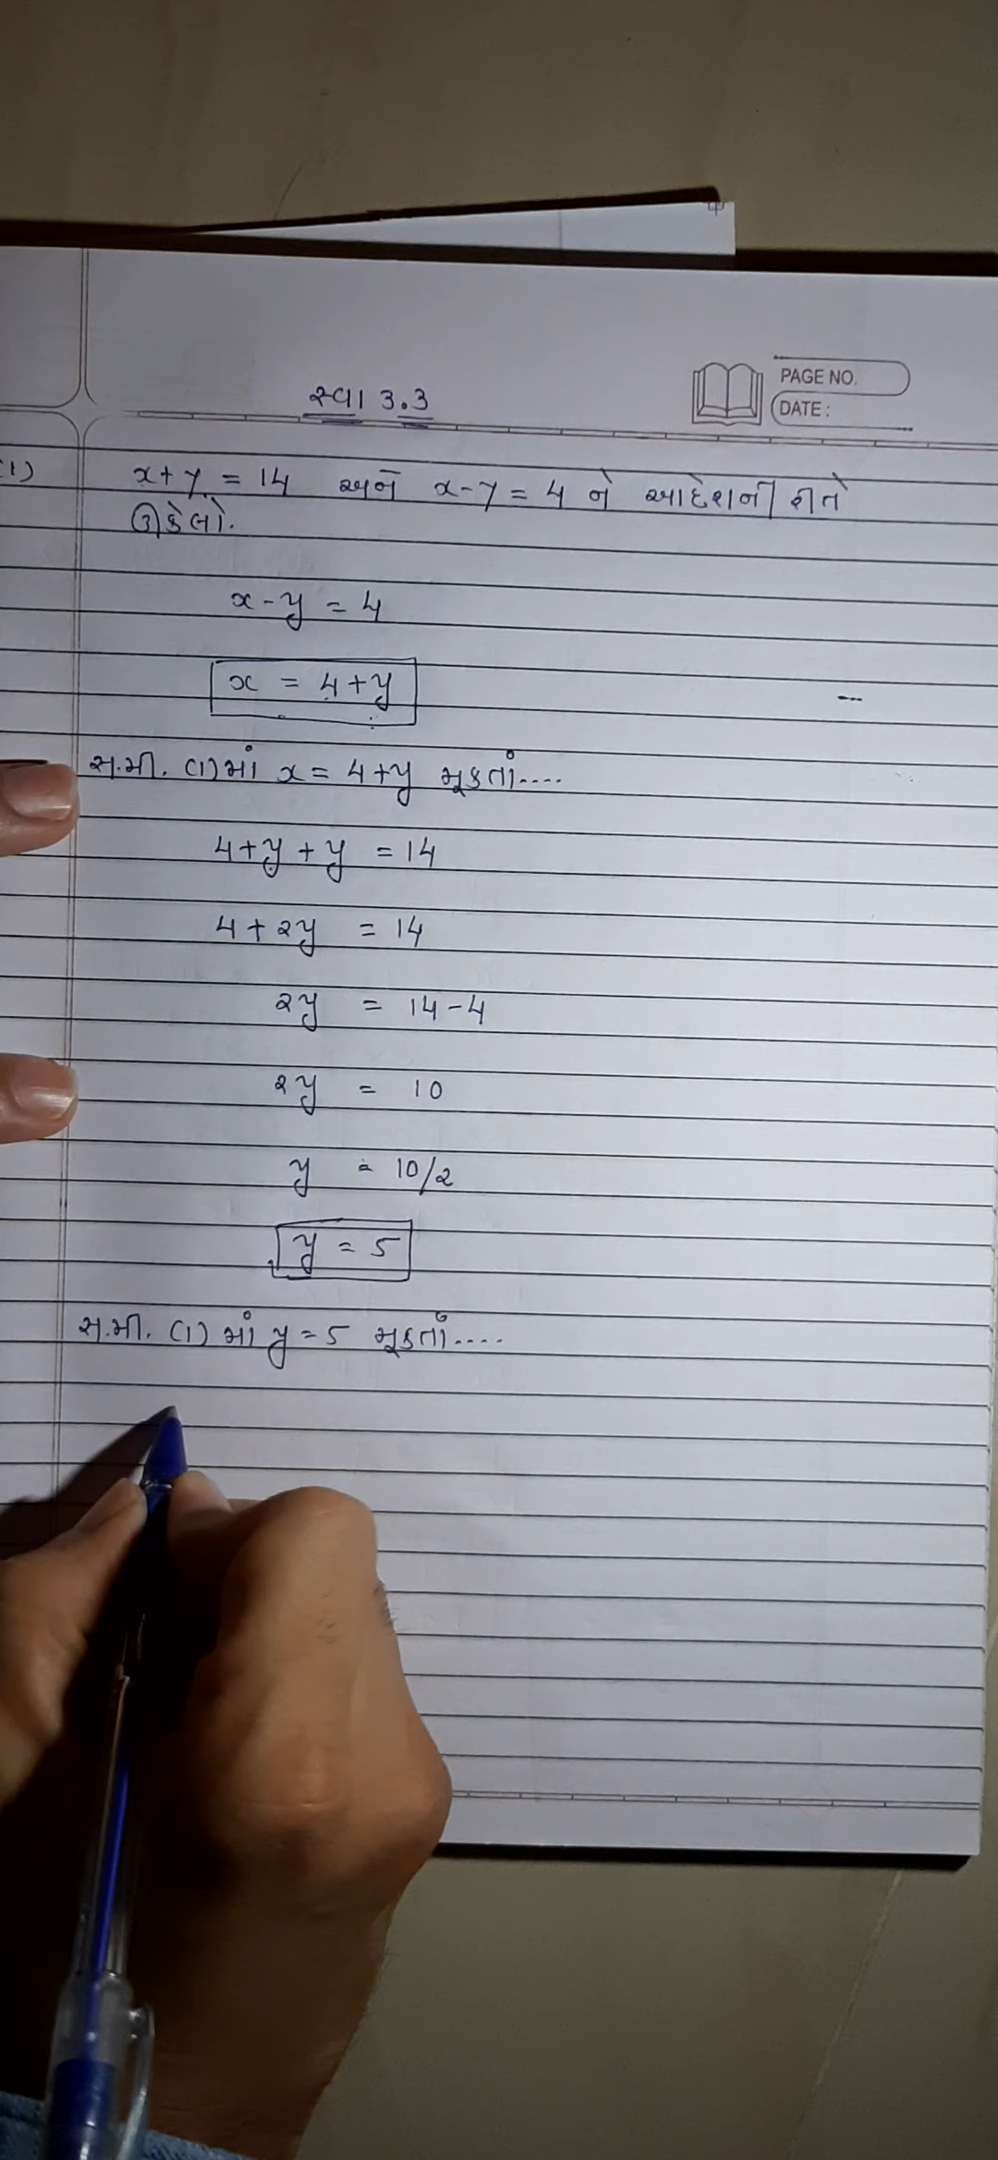 સ્વા 3.3
PAGE NO.
DATE :
(1) x+y = 14 અને x-y = 4 ને આદેશની રીતે
ઉકેલો.
x-y = 4
x = 4+y
સ.મી. (1)માં x = 4+y મૂકતાં....
4+y+y = 14
4+2y = 14
2y = 14-4
2y = 10
y = 10/2
y = 5
સ.મી. (1) માં y = 5 મૂકતાં....